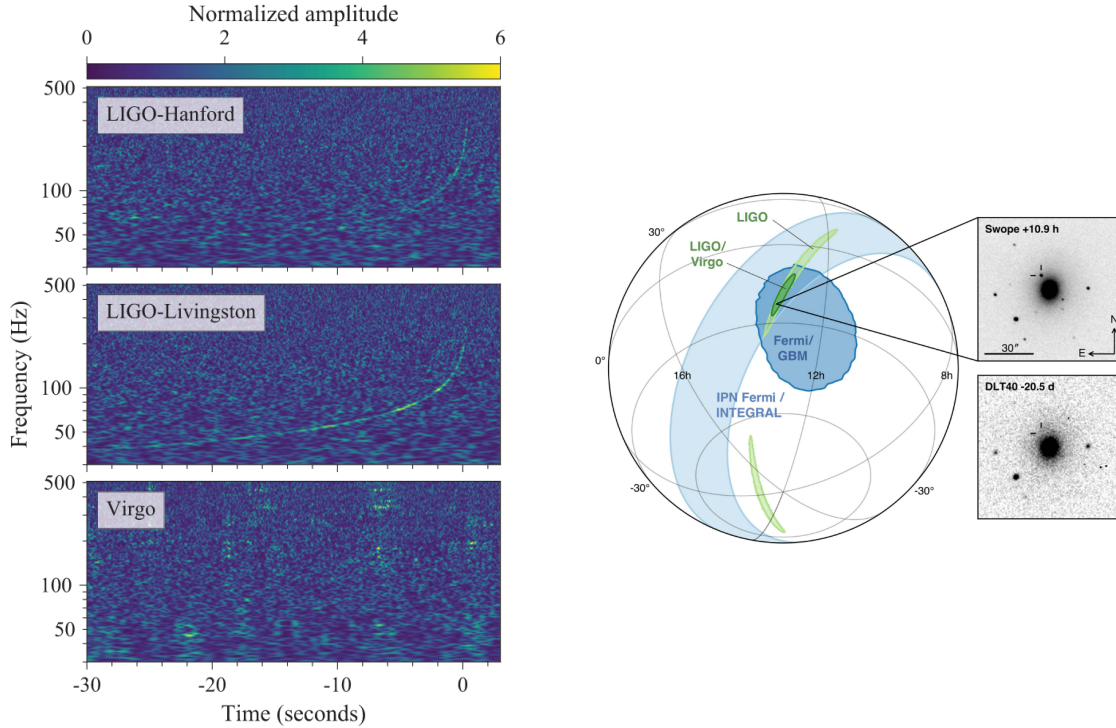 Normalized amplitude
0 2 4 6
500
LIGO-Hanford
100
50
500
LIGO-Livingston
100
50
Frequency (Hz)
500
Virgo
100
50
-30 -20 -10 0
Time (seconds)
LIGO
30°
LIGO/
Virgo
Fermi/
GBM
0°
16h
12h
8h
IPN Fermi /
INTEGRAL
-30°
-30°
Swope +10.9 h
N
30"
E
DLT40 -20.5 d